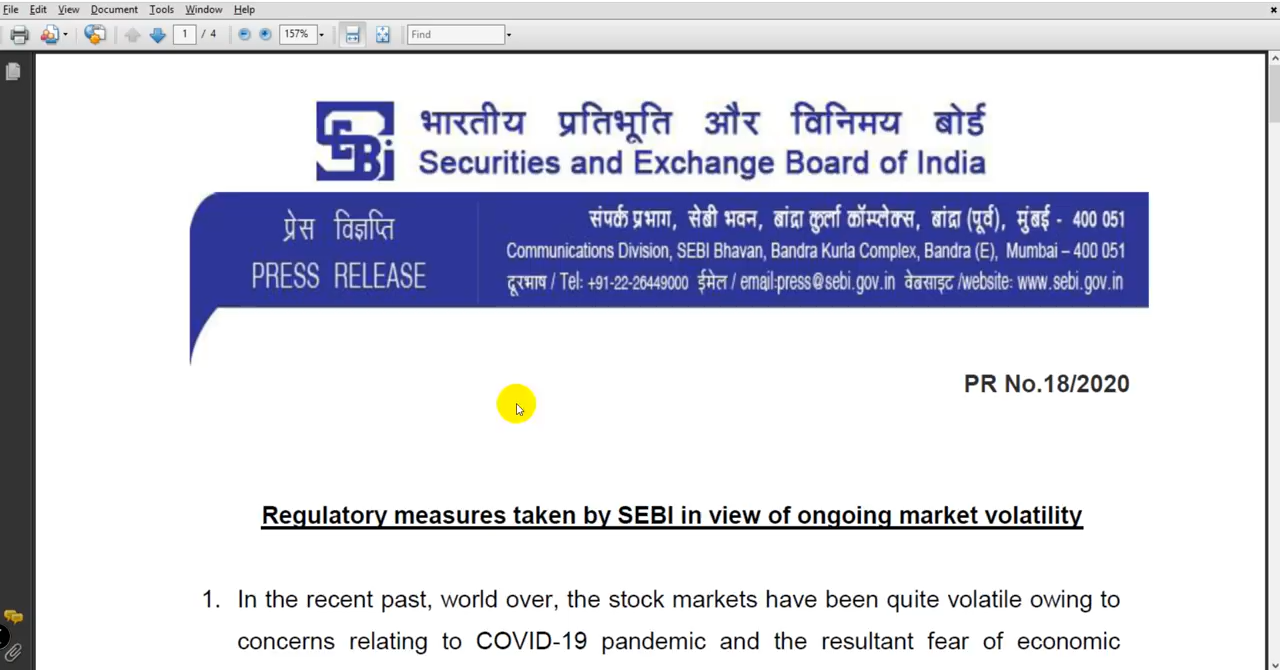 File Edit View Document Tools Window Help
1 / 4 157% Find
SEBI
भारतीय प्रतिभूति और विनिमय बोर्ड
Securities and Exchange Board of India
प्रेस विज्ञप्ति
PRESS RELEASE
संपर्क प्रभाग, सेबी भवन, बांद्रा कुर्ला कॉम्प्लेक्स, बांद्रा (पूर्व), मुंबई - 400 051
Communications Division, SEBI Bhavan, Bandra Kurla Complex, Bandra (E), Mumbai – 400 051
दूरभाष / Tel: +91-22-26449000 ईमेल / email:press@sebi.gov.in वेबसाइट /website: www.sebi.gov.in
PR No.18/2020
Regulatory measures taken by SEBI in view of ongoing market volatility
1. In the recent past, world over, the stock markets have been quite volatile owing to
concerns relating to COVID-19 pandemic and the resultant fear of economic